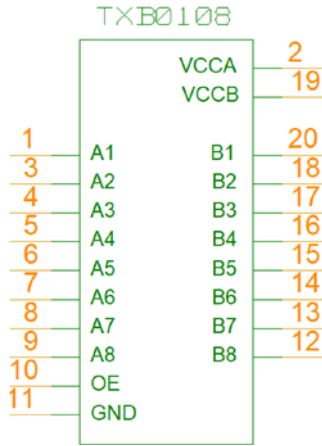 TXB0108
VCCA 2
VCCB 19
1 A1 B1 20
3 A2 B2 18
4 A3 B3 17
5 A4 B4 16
6 A5 B5 15
7 A6 B6 14
8 A7 B7 13
9 A8 B8 12
10 OE
11 GND